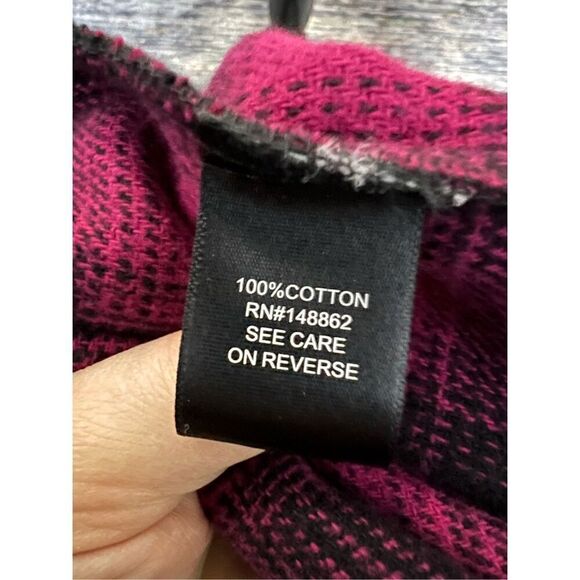 100%COTTON
RN#148862
SEE CARE
ON REVERSE